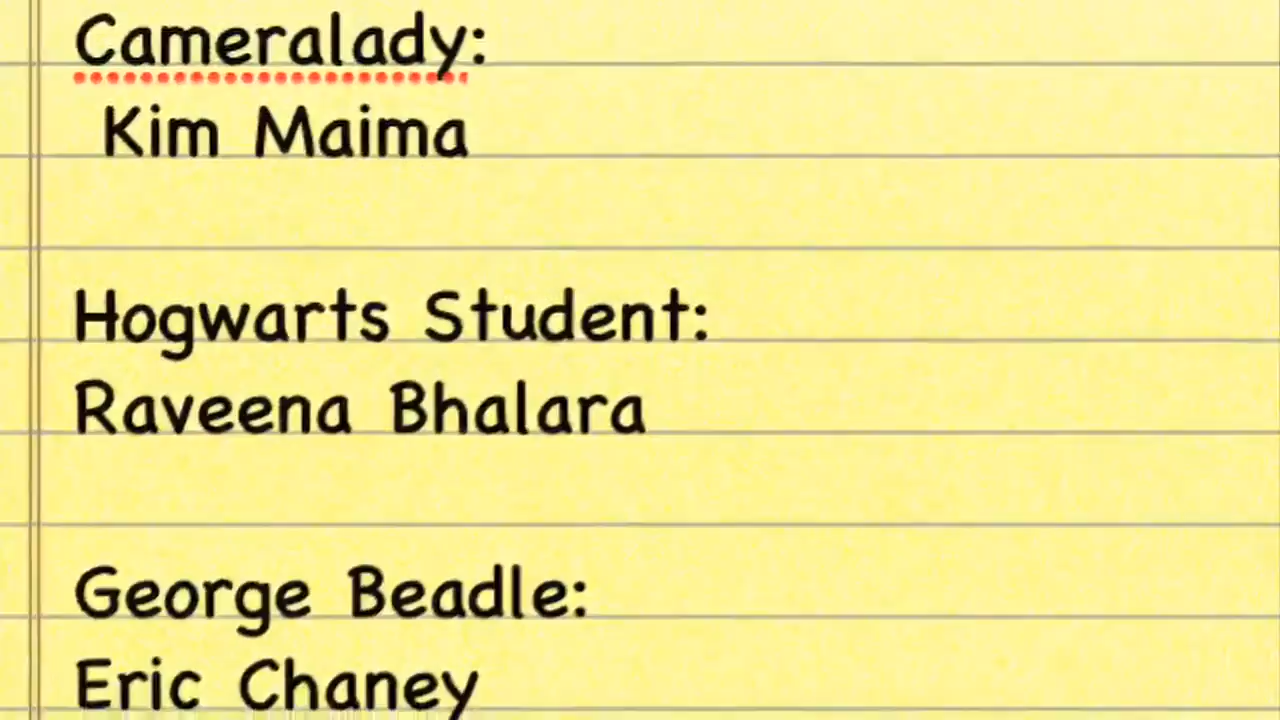 Cameralady:
Kim Maima
Hogwarts Student:
Raveena Bhalara
George Beadle:
Eric Chaney